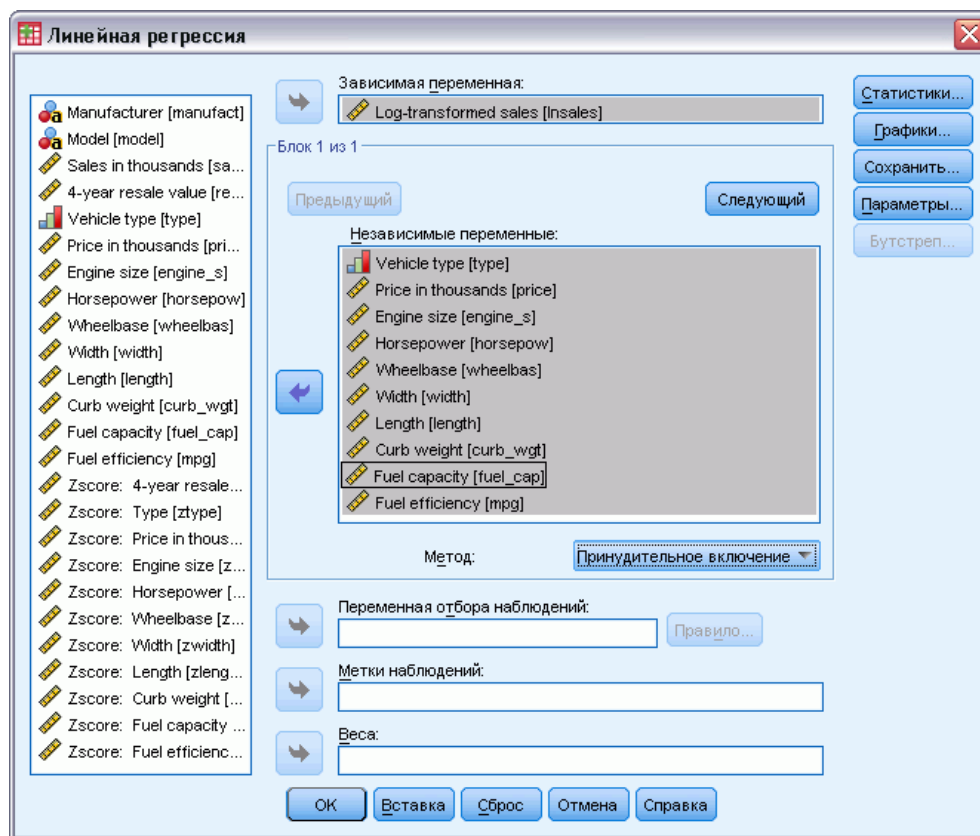 Линейная регрессия
Manufacturer [manufact]
Model [model]
Sales in thousands [sa...
4-year resale value [re...
Vehicle type [type]
Price in thousands [pri...
Engine size [engine_s]
Horsepower [horsepow]
Wheelbase [wheelbas]
Width [width]
Length [length]
Curb weight [curb_wgt]
Fuel capacity [fuel_cap]
Fuel efficiency [mpg]
Zscore: 4-year resale...
Zscore: Type [ztype]
Zscore: Price in thous...
Zscore: Engine size [z...
Zscore: Horsepower [...
Zscore: Wheelbase [z...
Zscore: Width [zwidth]
Zscore: Length [zleng...
Zscore: Curb weight [...
Zscore: Fuel capacity ...
Zscore: Fuel efficienc...
Зависимая переменная:
Log-transformed sales [lnsales]
Блок 1 из 1
Предыдущий
Следующий
Независимые переменные:
Vehicle type [type]
Price in thousands [price]
Engine size [engine_s]
Horsepower [horsepow]
Wheelbase [wheelbas]
Width [width]
Length [length]
Curb weight [curb_wgt]
Fuel capacity [fuel_cap]
Fuel efficiency [mpg]
Метод:
Принудительное включение
Переменная отбора наблюдений:
Правило...
Метки наблюдений:
Веса:
Статистики...
Графики...
Сохранить...
Параметры...
Бутстреп...
OK
Вставка
Сброс
Отмена
Справка